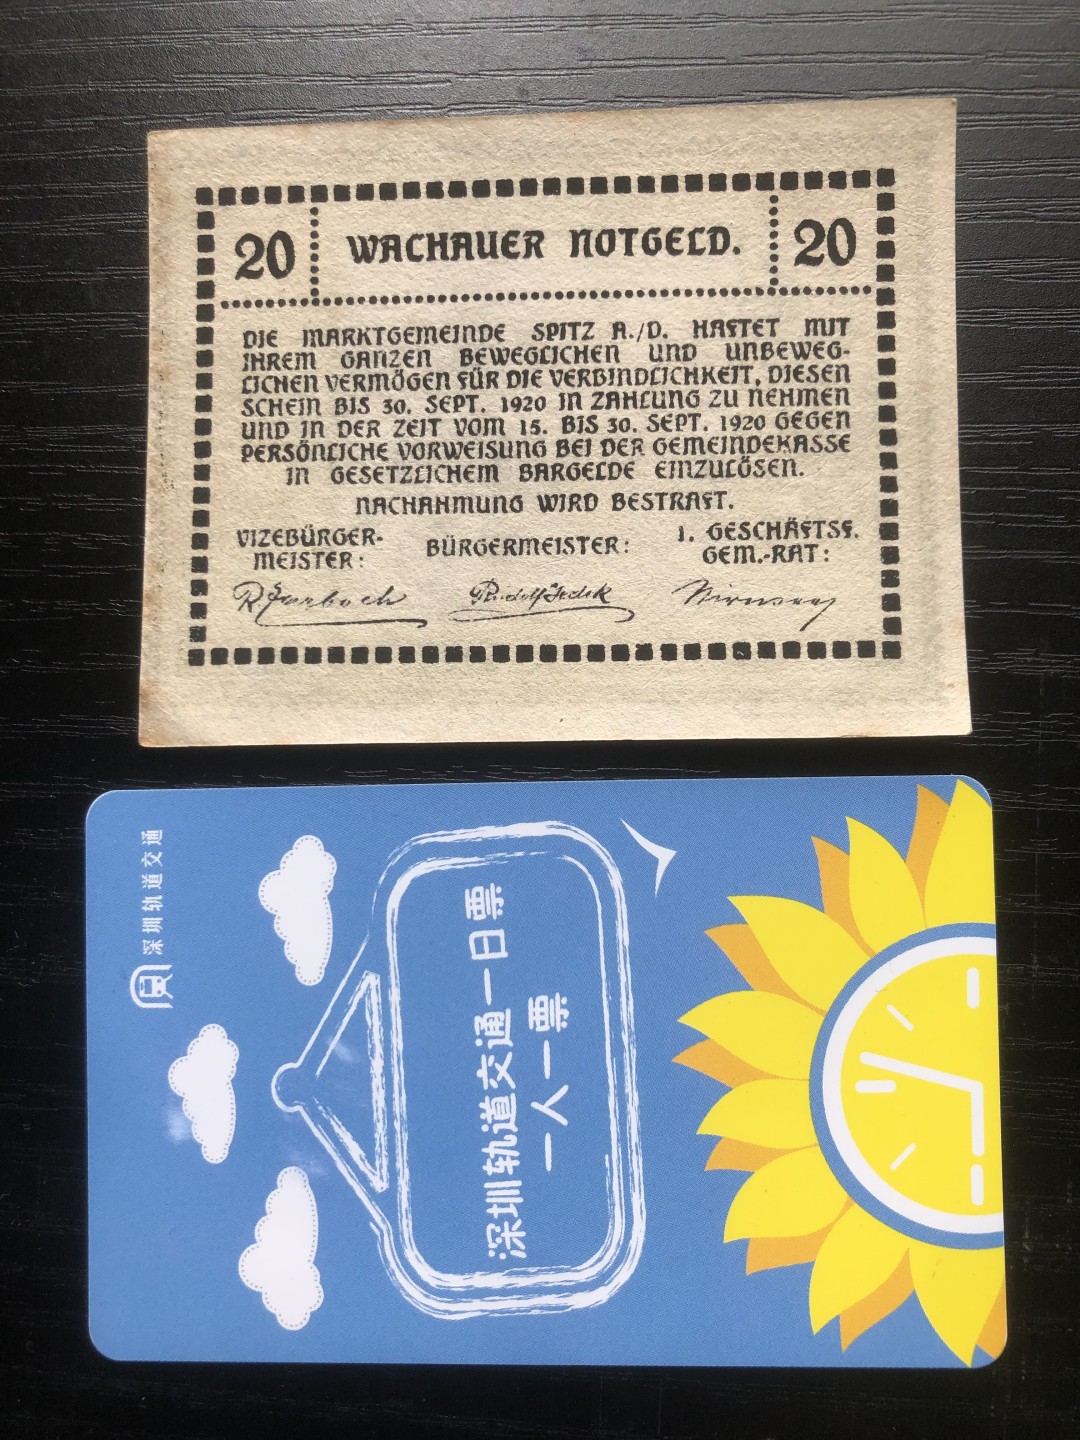 20 WACHAUER NOTGELD. 20
DIE MARKTGEMEINDE SPITZ A./D. HAFTET MIT
IHREM GANZEN BEWEGLICHEN UND UNBEWEG-
LICHEN VERMÖGEN FÜR DIE VERBINDLICHKEIT, DIESEN
SCHEIN BIS 30. SEPT. 1920 IN ZAHLUNG ZU NEHMEN
UND IN DER ZEIT VOM 15. BIS 30. SEPT. 1920 GEGEN
PERSÖNLICHE VORWEISUNG BEI DER GEMEINDEKASSE
IN GESETZLICHEM BARGELDE EINZULÖSEN.
NACHAHMUNG WIRD BESTRAFT.
VIZEBÜRGER-
MEISTER:
BÜRGERMEISTER:
1. GESCHÄFTSF.
GEM.-RAT:
深圳轨道交通
深圳轨道交通一日票
一人一票